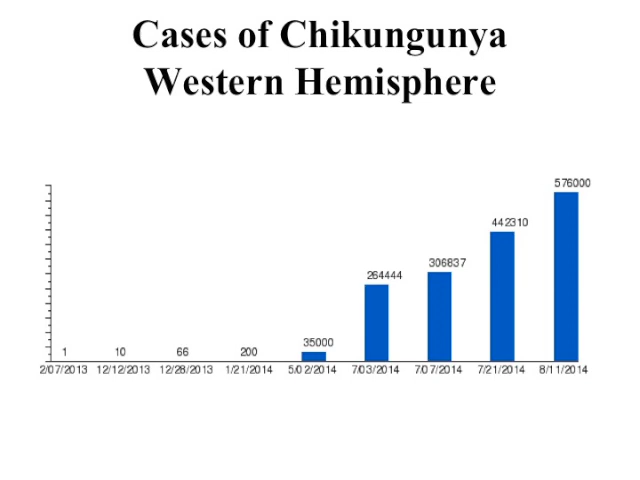 Cases of Chikungunya
Western Hemisphere
576000
442310
306837
264444
35000
1 10 66 200
2/07/2013 12/12/2013 12/28/2013 1/21/2014 5/02/2014 7/03/2014 7/07/2014 7/21/2014 8/11/2014